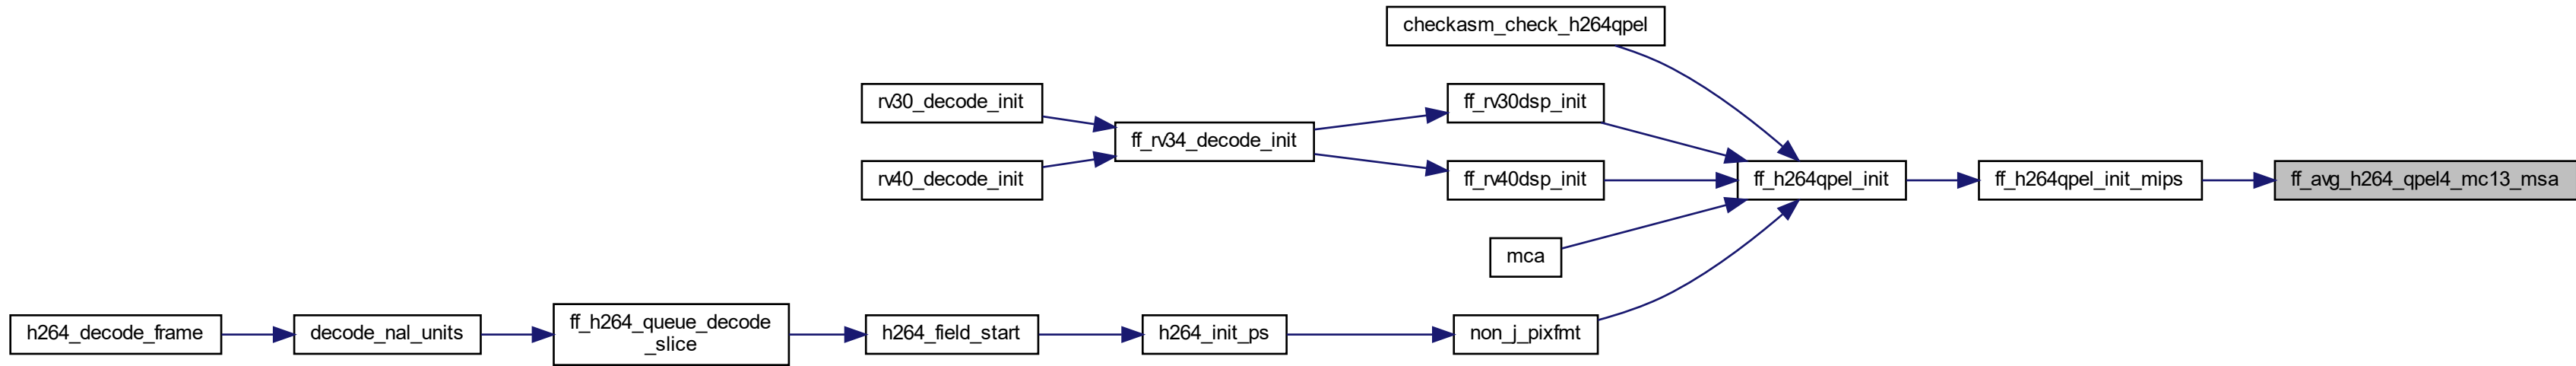 checkasm_check_h264qpel
rv30_decode_init
ff_rv30dsp_init
ff_rv34_decode_init
rv40_decode_init
ff_rv40dsp_init
ff_h264qpel_init
ff_h264qpel_init_mips
ff_avg_h264_qpel4_mc13_msa
mca
h264_decode_frame
decode_nal_units
ff_h264_queue_decode
_slice
h264_field_start
h264_init_ps
non_j_pixfmt